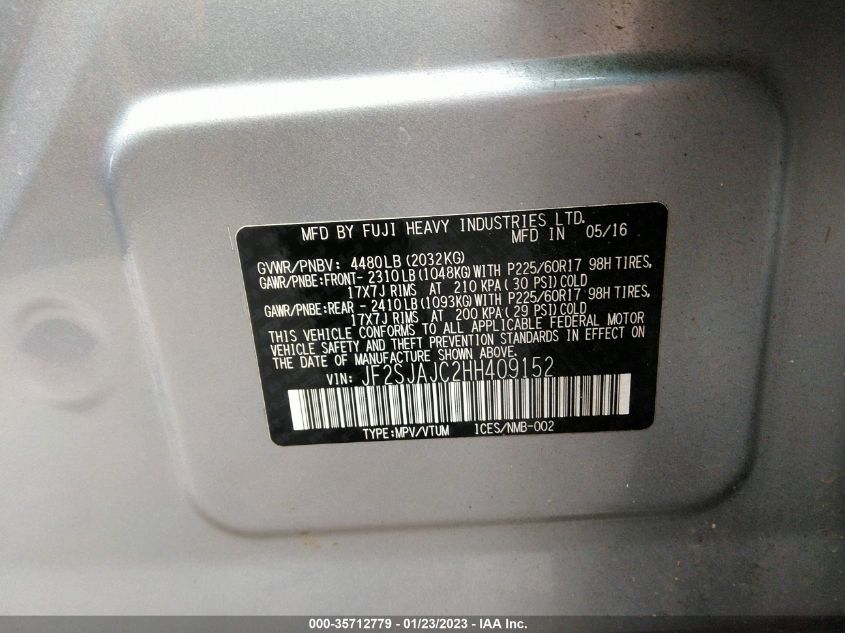 MFD BY FUJI HEAVY INDUSTRIES LTD.
MFD IN 05/16
GVWR/PNBV: 4480LB (2032KG)
GAWR/PNBE:FRONT- 2310LB (1048KG) WITH P225/60R17 98H TIRES,
17X7J RIMS AT 210 KPA ( 30 PSI) COLD
GAWR/PNBE:REAR - 2410LB (1093KG) WITH P225/60R17 98H TIRES,
17X7J RIMS AT 200 KPA ( 29 PSI) COLD
THIS VEHICLE CONFORMS TO ALL APPLICABLE FEDERAL MOTOR
VEHICLE SAFETY AND THEFT PREVENTION STANDARDS IN EFFECT ON
THE DATE OF MANUFACTURE SHOWN ABOVE.
VIN: JF2SJAJC2HH409152
TYPE:MPV/VTUM 1CES/NMB-002
000-35712779 - 01/23/2023 - IAA Inc.